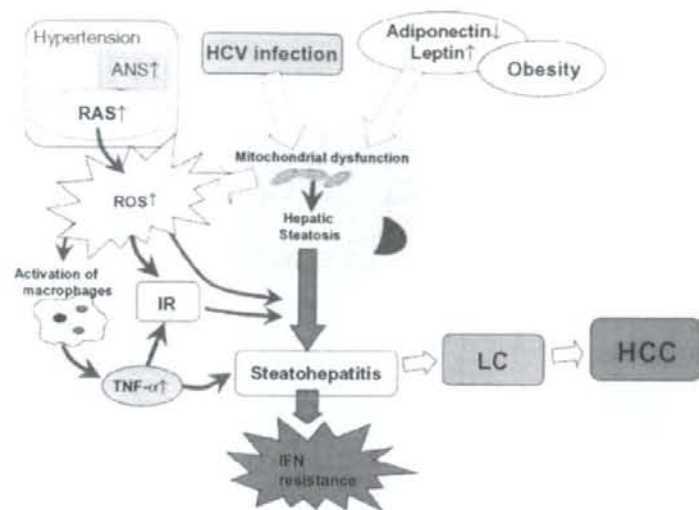 Hypertension
ANS↑
RAS↑
HCV infection
Adiponectin↓
Leptin↑
Obesity
Mitochondrial dysfunction
ROS↑
Hepatic
Steatosis
Activation of
macrophages
IR
TNF-α↑
Steatohepatitis
LC
HCC
IFN
resistance